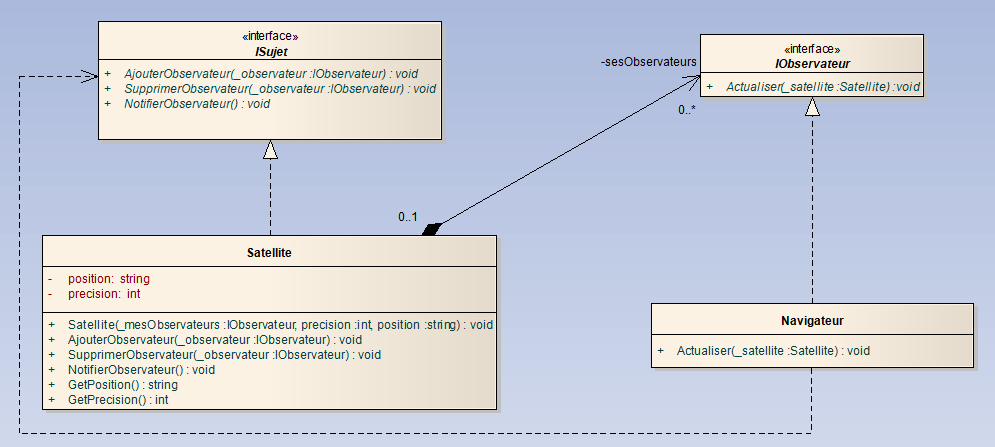 «interface»
ISujet
+ AjouterObservateur(_observateur :IObservateur) : void
+ SupprimerObservateur(_observateur :IObservateur) : void
+ NotifierObservateur() : void
«interface»
IObservateur
+ Actualiser(_satellite :Satellite) :void
-sesObservateurs
0..*
0..1
Satellite
- position: string
- precision: int
+ Satellite(_mesObservateurs :IObservateur, precision :int, position :string) : void
+ AjouterObservateur(_observateur :IObservateur) : void
+ SupprimerObservateur(_observateur :IObservateur) : void
+ NotifierObservateur() : void
+ GetPosition() : string
+ GetPrecision() : int
Navigateur
+ Actualiser(_satellite :Satellite) : void